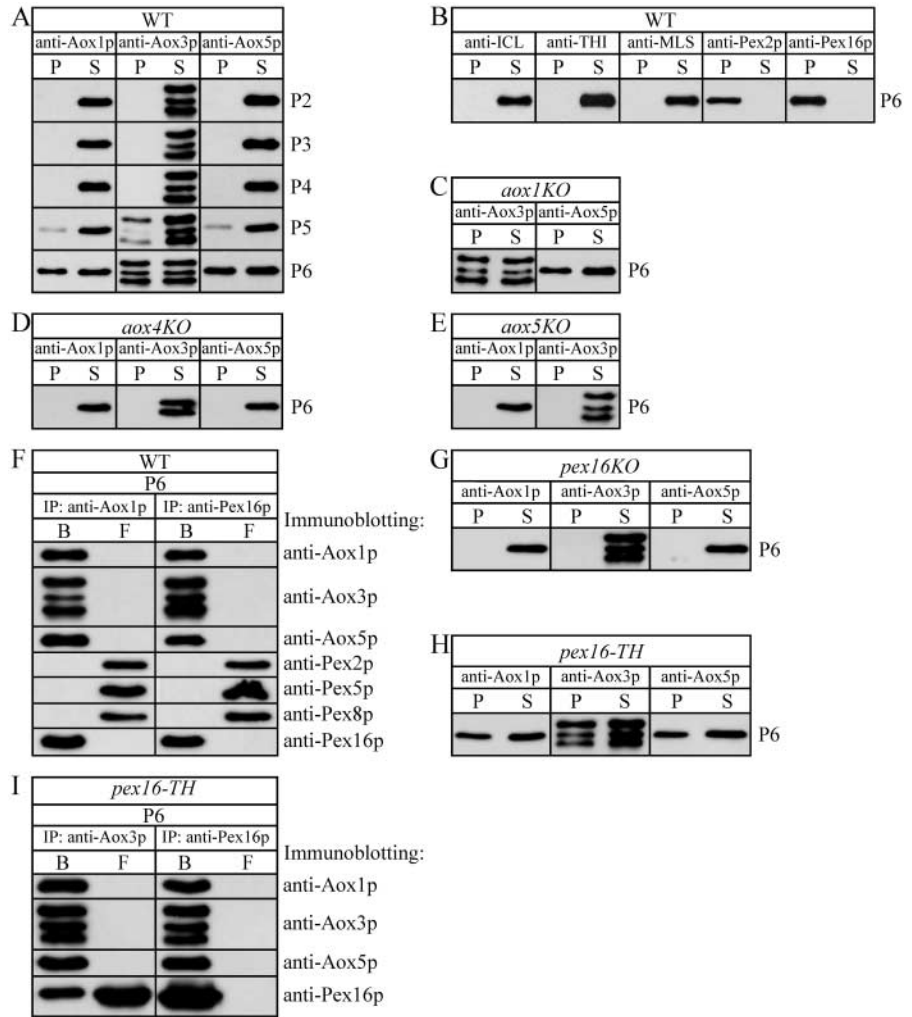 A
WT
anti-Aox1p anti-Aox3p anti-Aox5p
P S P S P S
P2
P3
P4
P5
P6
B
WT
anti-ICL anti-THI anti-MLS anti-Pex2p anti-Pex16p
P S P S P S P S P S
P6
C
aox1KO
anti-Aox3p anti-Aox5p
P S P S
P6
D
aox4KO
anti-Aox1p anti-Aox3p anti-Aox5p
P S P S P S
P6
E
aox5KO
anti-Aox1p anti-Aox3p
P S P S
P6
F
WT
P6
IP: anti-Aox1p IP: anti-Pex16p
B F B F
Immunoblotting:
anti-Aox1p
anti-Aox3p
anti-Aox5p
anti-Pex2p
anti-Pex5p
anti-Pex8p
anti-Pex16p
G
pex16KO
anti-Aox1p anti-Aox3p anti-Aox5p
P S P S P S
P6
H
pex16-TH
anti-Aox1p anti-Aox3p anti-Aox5p
P S P S P S
P6
I
pex16-TH
P6
IP: anti-Aox3p IP: anti-Pex16p
B F B F
Immunoblotting:
anti-Aox1p
anti-Aox3p
anti-Aox5p
anti-Pex16p